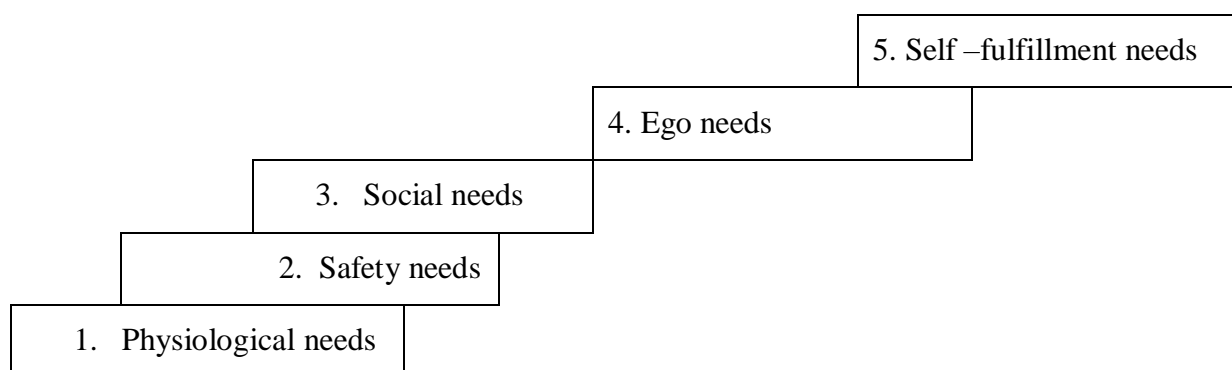 5. Self –fulfillment needs
4. Ego needs
3. Social needs
2. Safety needs
1. Physiological needs